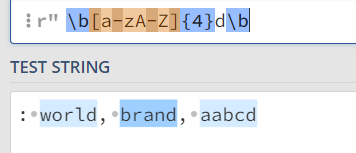 r" \b[a-zA-Z]{4}d\b
TEST STRING
: world, brand, aabcd